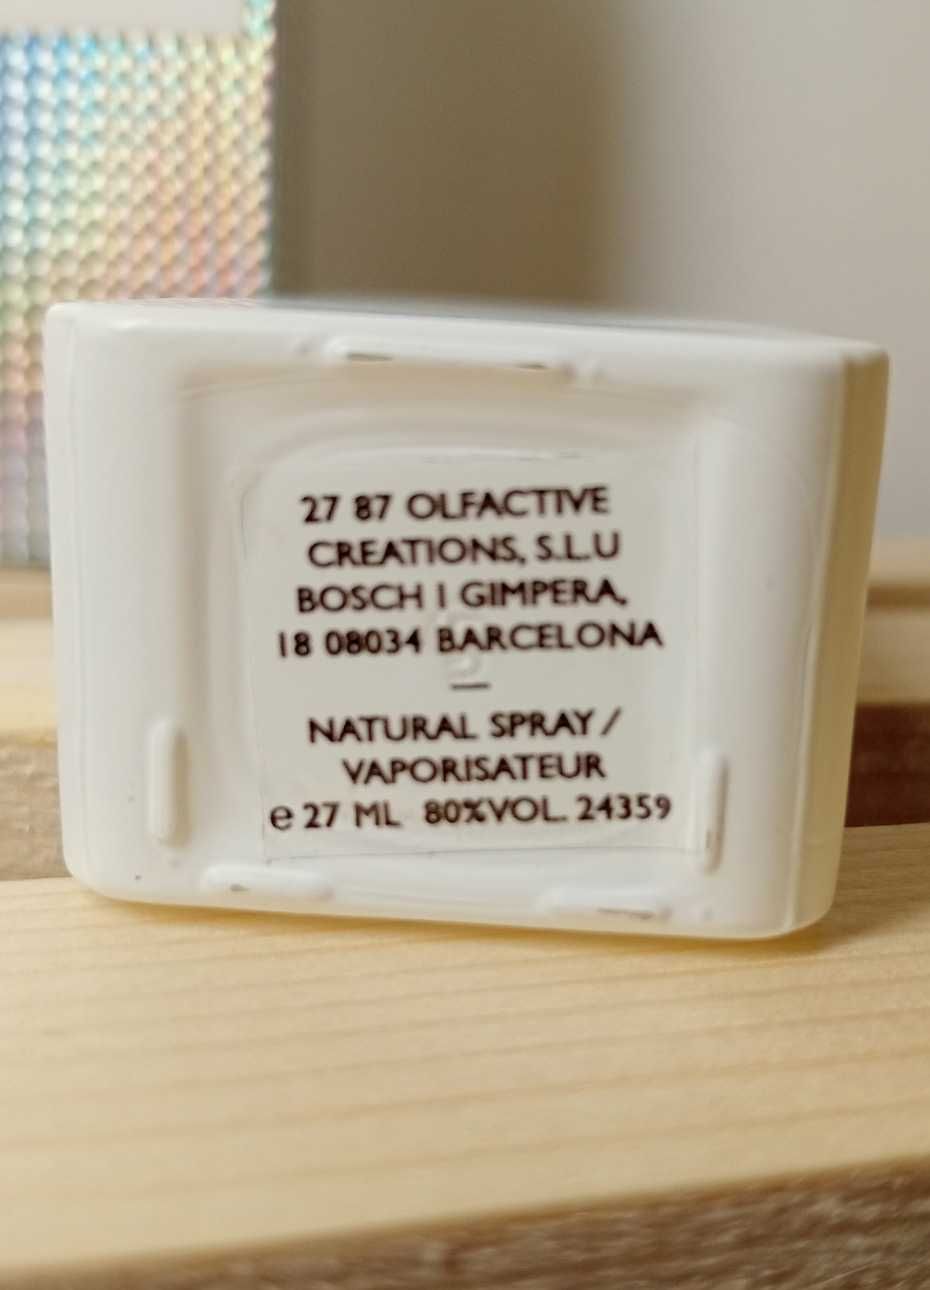 27 87 OLFACTIVE
CREATIONS, S.L.U
BOSCH I GIMPERA,
18 08034 BARCELONA
—
NATURAL SPRAY /
VAPORISATEUR
℮ 27 ML 80%VOL. 24359